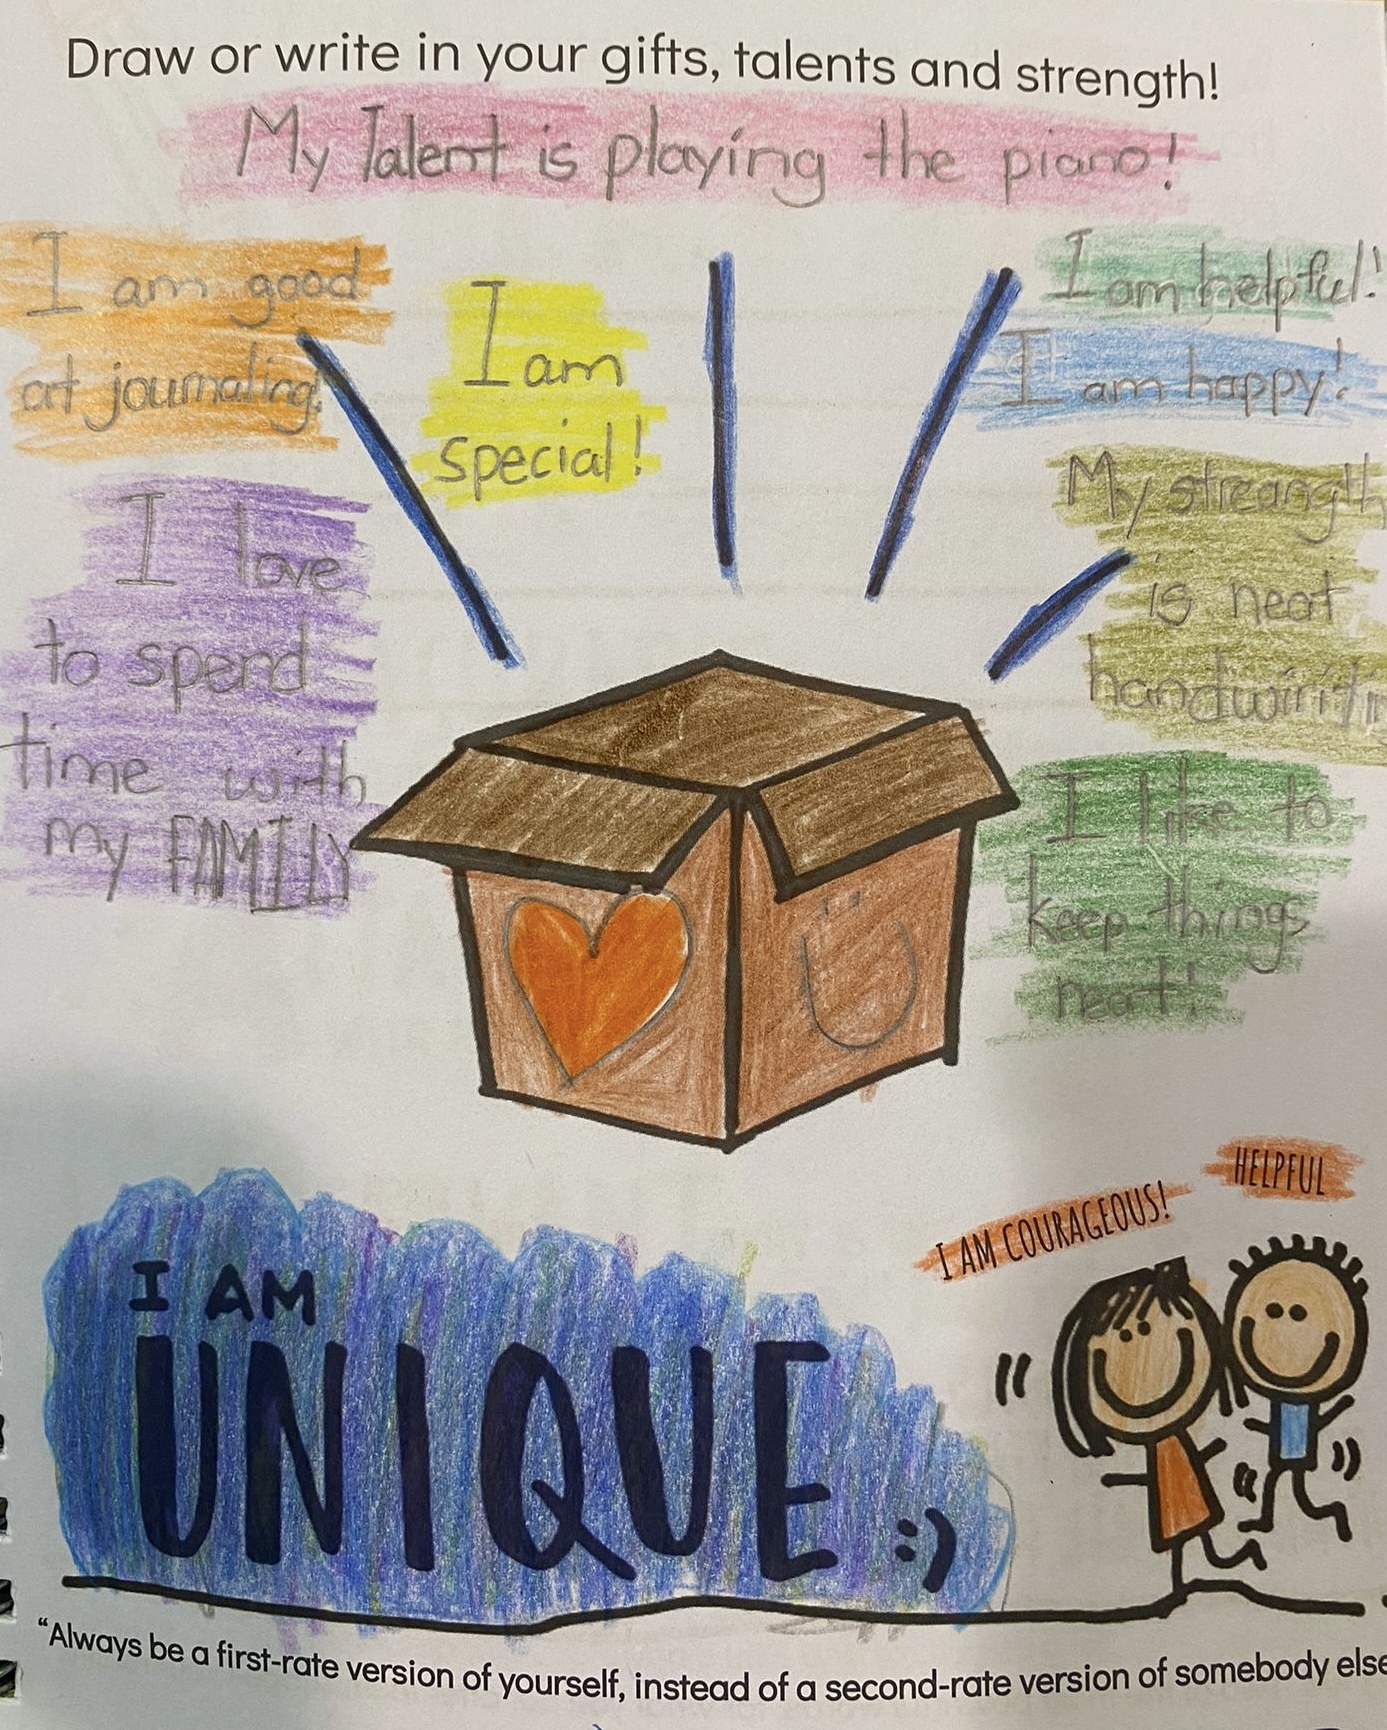 Draw or write in your gifts, talents and strength!
My Talent is playing the piano!
I am good
at journaling!
I am
special!
I am helpful!
I am happy!
I love
to spend
time with
my FAMILY
My streangth
is neat
handwiritin
I like to
keep things
neat!
I AM COURAGEOUS!
HELPFUL
I AM
UNIQUE :)
“Always be a first-rate version of yourself, instead of a second-rate version of somebody else